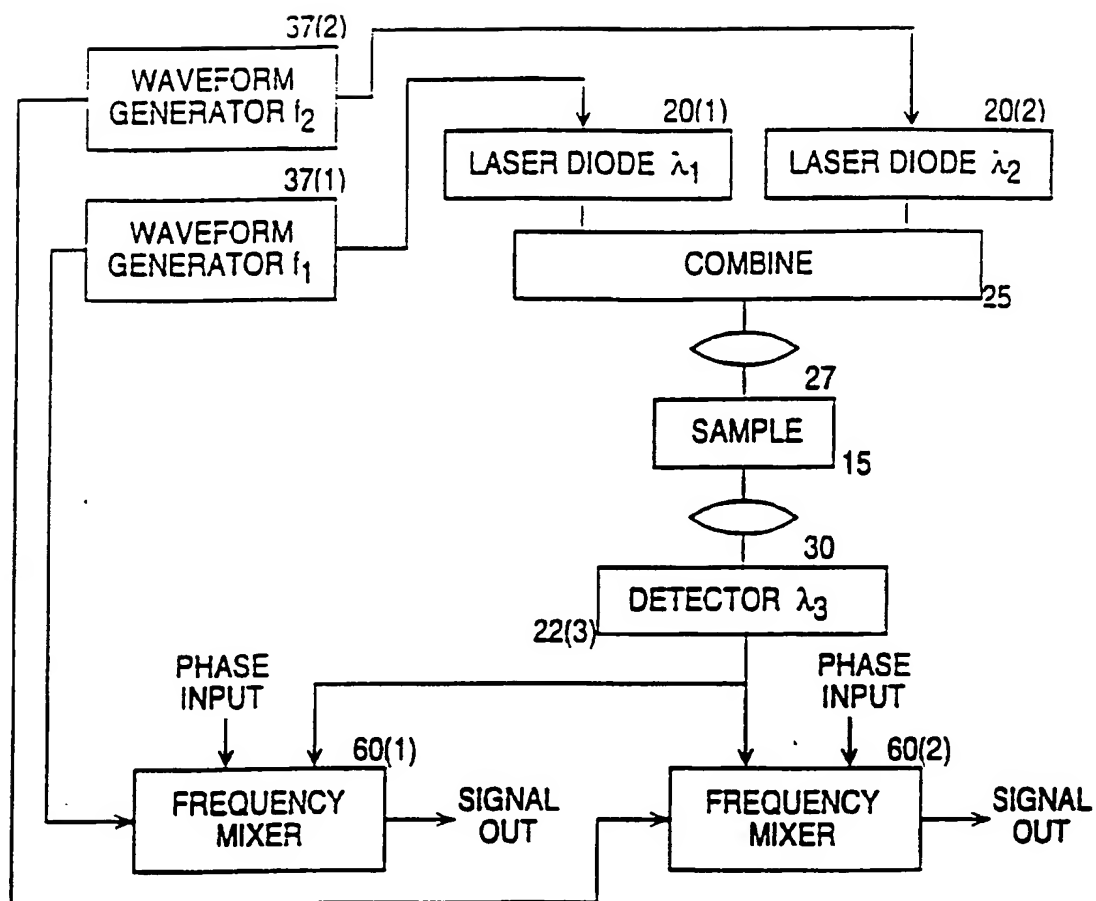 37(2)
WAVEFORM
GENERATOR f2
37(1)
WAVEFORM
GENERATOR f1
20(1)
LASER DIODE λ1
20(2)
LASER DIODE λ2
COMBINE
25
27
SAMPLE
15
30
DETECTOR λ3
22(3)
PHASE
INPUT
60(1)
FREQUENCY
MIXER
SIGNAL
OUT
PHASE
INPUT
60(2)
FREQUENCY
MIXER
SIGNAL
OUT